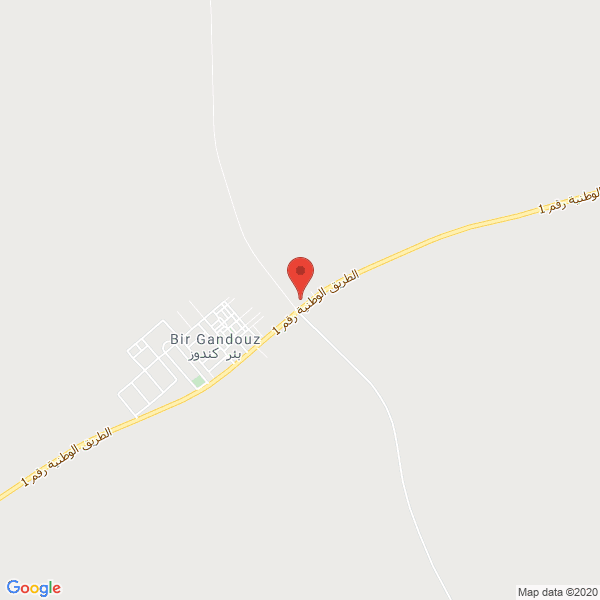 الوطنية رقم 1
الطريق الوطنية رقم 1
Bir Gandouz
بئر كندوز
الطريق الوطنية رقم 1
Google
Map data ©2020